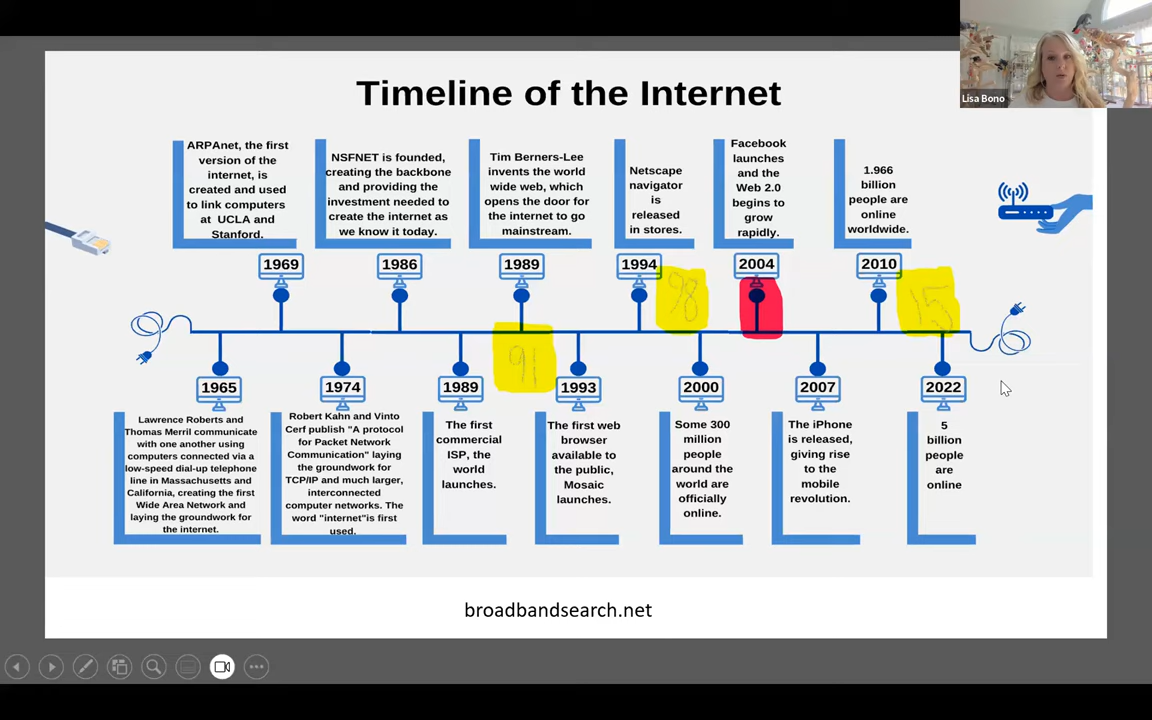 Lisa Bono
Timeline of the Internet
ARPAnet, the first
version of the
internet, is
created and used
to link computers
at UCLA and
Stanford.
NSFNET is founded,
creating the backbone
and providing the
investment needed to
create the internet as
we know it today.
Tim Berners-Lee
invents the world
wide web, which
opens the door for
the internet to go
mainstream.
Netscape
navigator
is
released
in stores.
Facebook
launches
and the
Web 2.0
begins to
grow
rapidly.
1.966
billion
people are
online
worldwide.
1969
1986
1989
1994
2004
2010
98
15
91
1965
1974
1989
1993
2000
2007
2022
Lawrence Roberts and
Thomas Merril communicate
with one another using
computers connected via a
low-speed dial-up telephone
line in Massachusetts and
California, creating the first
Wide Area Network and
laying the groundwork for
the internet.
Robert Kahn and Vinto
Cerf publish "A protocol
for Packet Network
Communication" laying
the groundwork for
TCP/IP and much larger,
interconnected
computer networks. The
word "internet"is first
used.
The first
commercial
ISP, the
world
launches.
The first web
browser
available to
the public,
Mosaic
launches.
Some 300
million
people
around the
world are
officially
online.
The iPhone
is released,
giving rise
to the
mobile
revolution.
5
billion
people
are
online
broadbandsearch.net